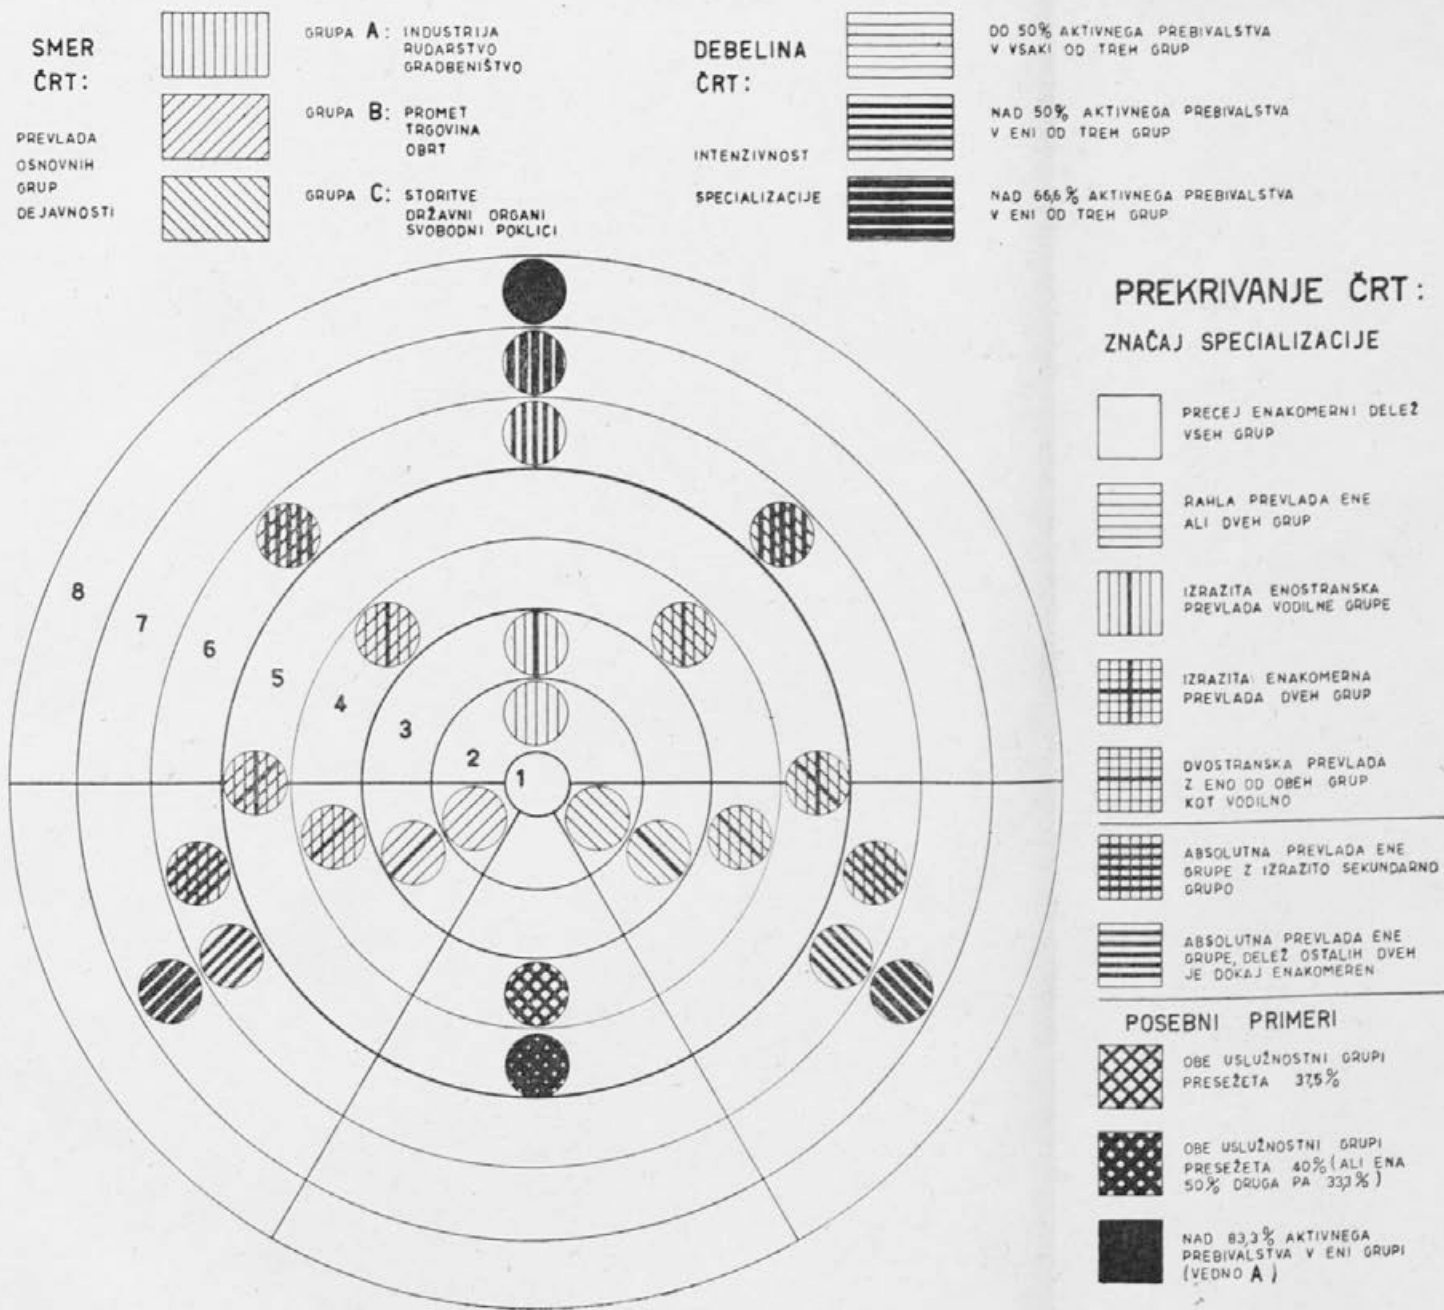 SMER
ČRT:
PREVLADA
OSNOVNIH
GRUP
DEJAVNOSTI
GRUPA A: INDUSTRIJA
RUDARSTVO
GRADBENIŠTVO
GRUPA B: PROMET
TRGOVINA
OBRT
GRUPA C: STORITVE
DRŽAVNI ORGANI
SVOBODNI POKLICI
DEBELINA
ČRT:
INTENZIVNOST
SPECIALIZACIJE
DO 50% AKTIVNEGA PREBIVALSTVA
V VSAKI OD TREH GRUP
NAD 50% AKTIVNEGA PREBIVALSTVA
V ENI OD TREH GRUP
NAD 66,6% AKTIVNEGA PREBIVALSTVA
V ENI OD TREH GRUP
8
7
6
5
4
3
2
1
PREKRIVANJE ČRT:
ZNAČAJ SPECIALIZACIJE
PRECEJ ENAKOMERNI DELEŽ
VSEH GRUP
RAHLA PREVLADA ENE
ALI DVEH GRUP
IZRAZITA ENOSTRANSKA
PREVLADA VODILNE GRUPE
IZRAZITA ENAKOMERNA
PREVLADA DVEH GRUP
DVOSTRANSKA PREVLADA
Z ENO OD OBEH GRUP
KOT VODILNO
ABSOLUTNA PREVLADA ENE
GRUPE Z IZRAZITO SEKUNDARNO
GRUPO
ABSOLUTNA PREVLADA ENE
GRUPE, DELEŽ OSTALIH DVEH
JE DOKAJ ENAKOMEREN
POSEBNI PRIMERI
OBE USLUŽNOSTNI GRUPI
PRESEŽETA 37,5%
OBE USLUŽNOSTNI GRUPI
PRESEŽETA 40% (ALI ENA
50% DRUGA PA 33,3%)
NAD 83,3% AKTIVNEGA
PREBIVALSTVA V ENI GRUPI
(VEDNO A)